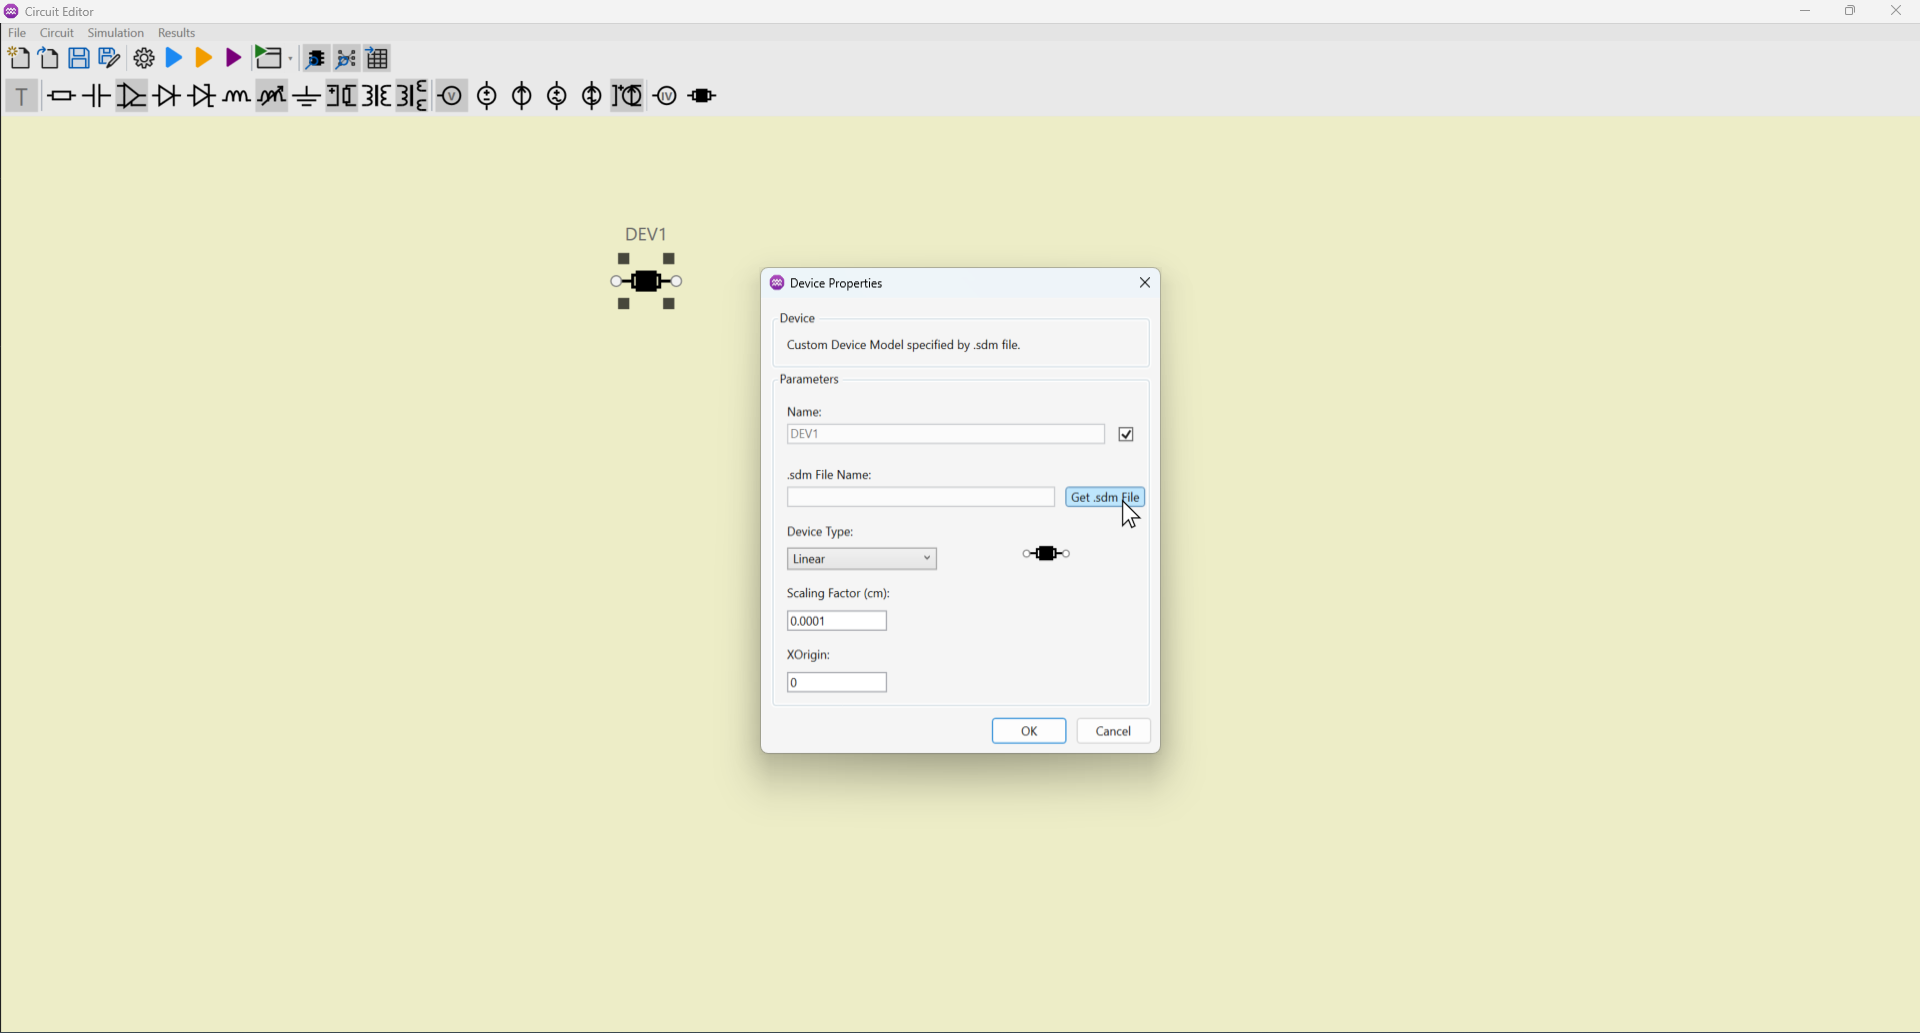 Circuit Editor
File Circuit Simulation Results
T
V
IV
DEV1
Device Properties
Device
Custom Device Model specified by .sdm file.
Parameters
Name:
DEV1
.sdm File Name:
Get .sdm File
Device Type:
Linear
Scaling Factor (cm):
0.0001
XOrigin:
0
OK Cancel